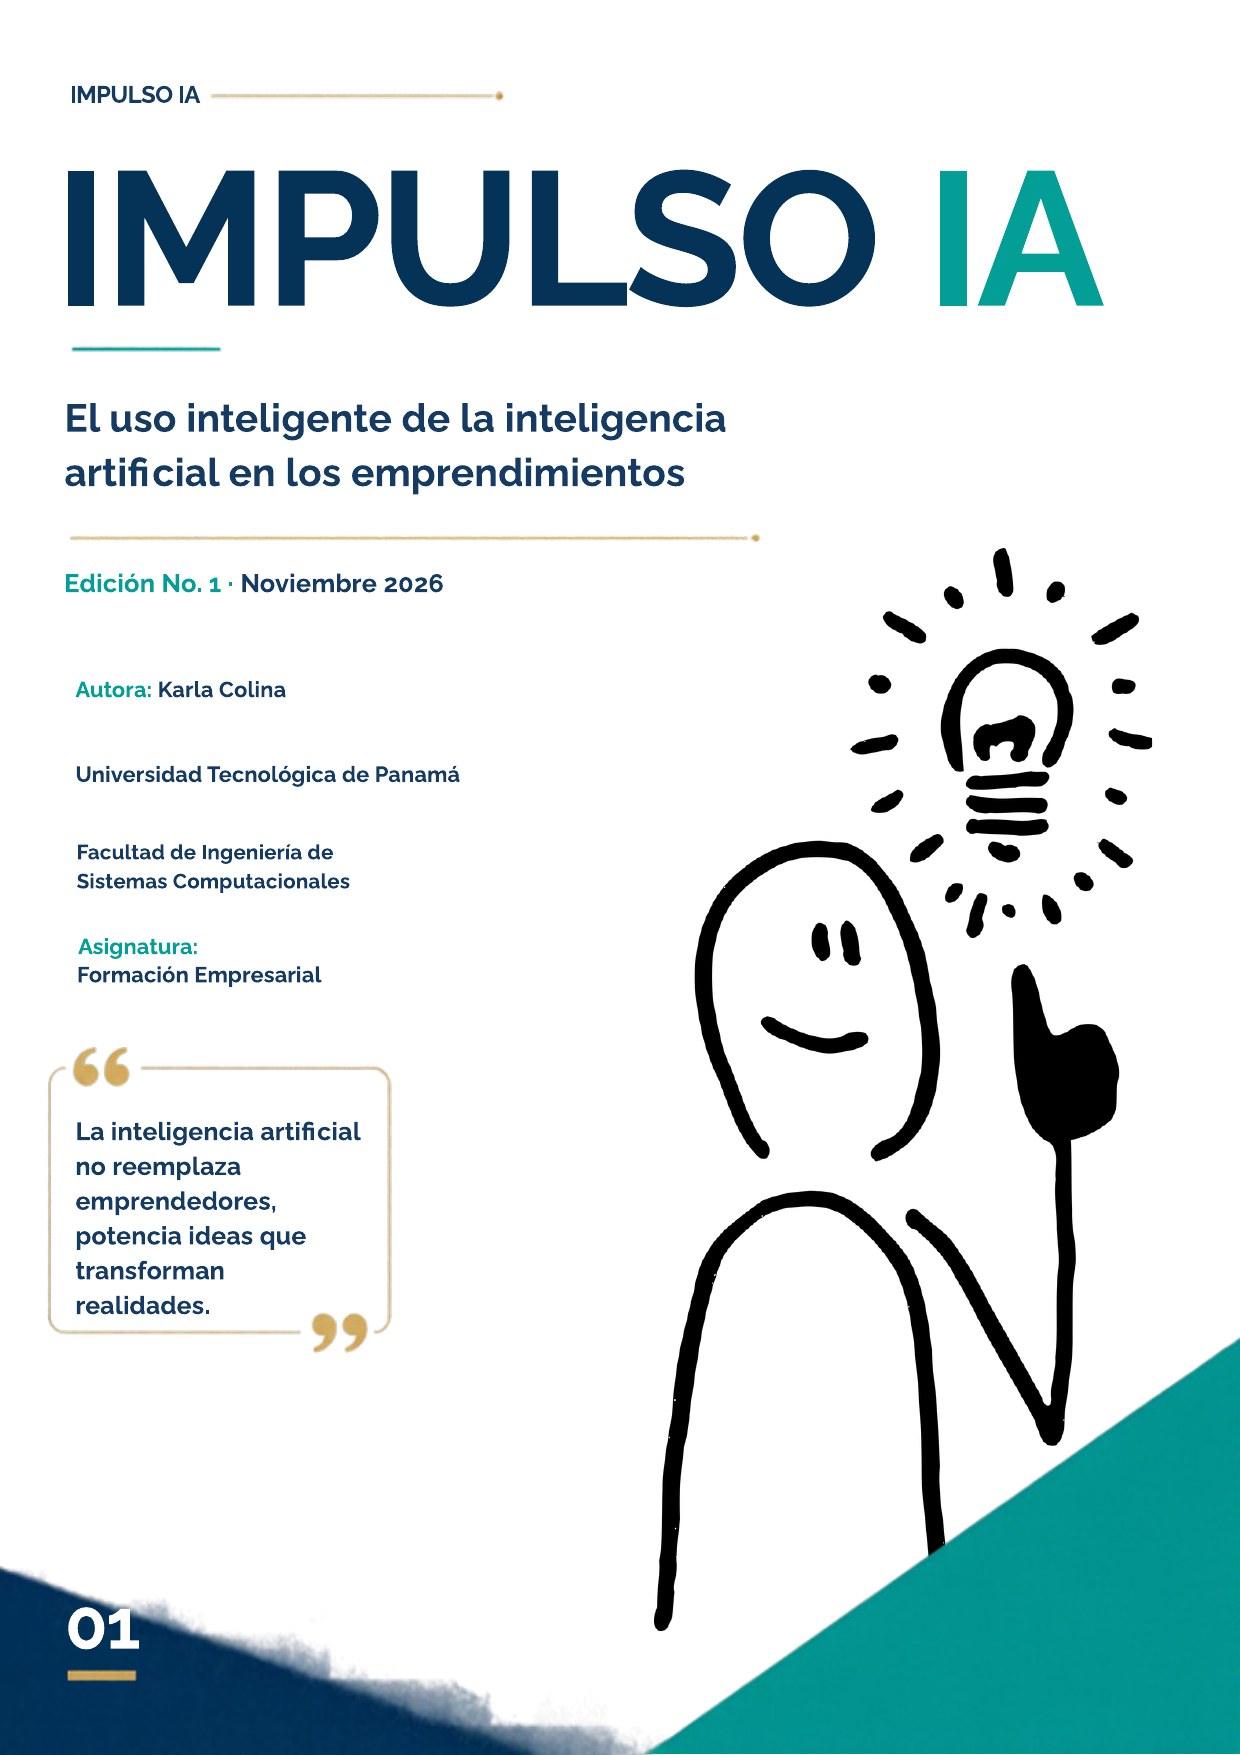 IMPULSO IA
IMPULSO IA
El uso inteligente de la inteligencia
artificial en los emprendimientos
Edición No. 1 · Noviembre 2026
Autora: Karla Colina
Universidad Tecnológica de Panamá
Facultad de Ingeniería de
Sistemas Computacionales
Asignatura:
Formación Empresarial
“
La inteligencia artificial
no reemplaza
emprendedores,
potencia ideas que
transforman
realidades.
”
01